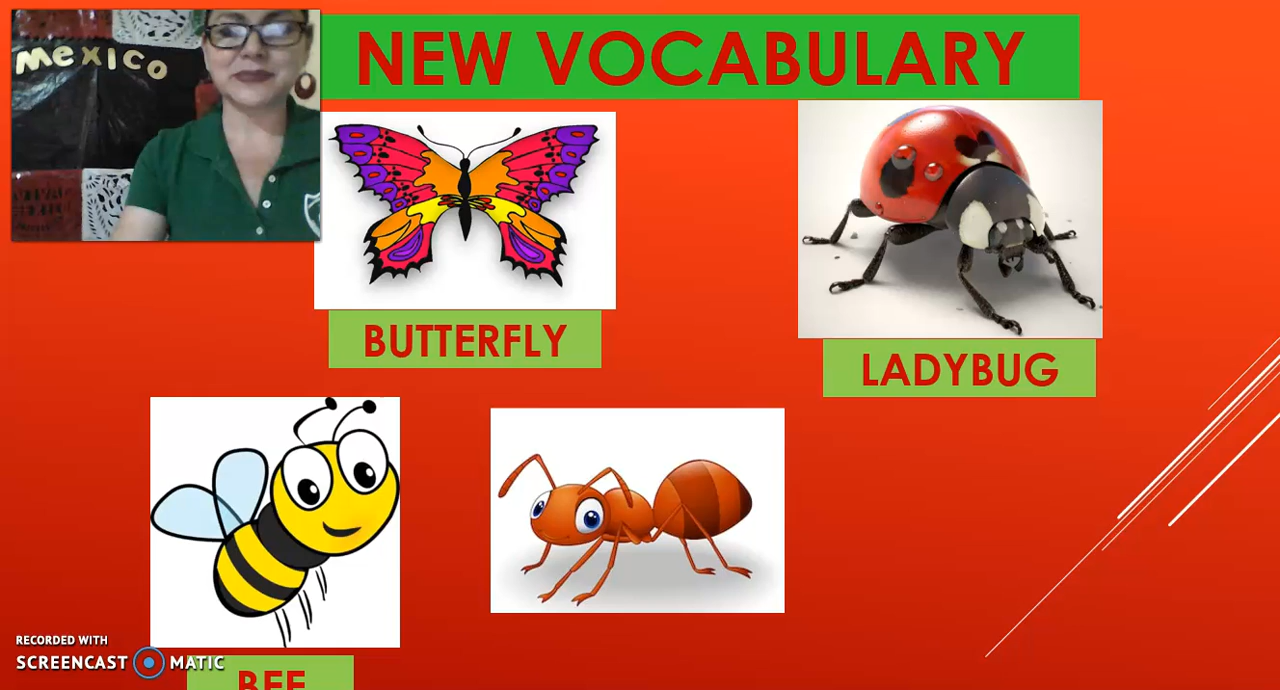 MEXICO
NEW VOCABULARY
BUTTERFLY
LADYBUG
BEE
RECORDED WITH
SCREENCAST MATIC